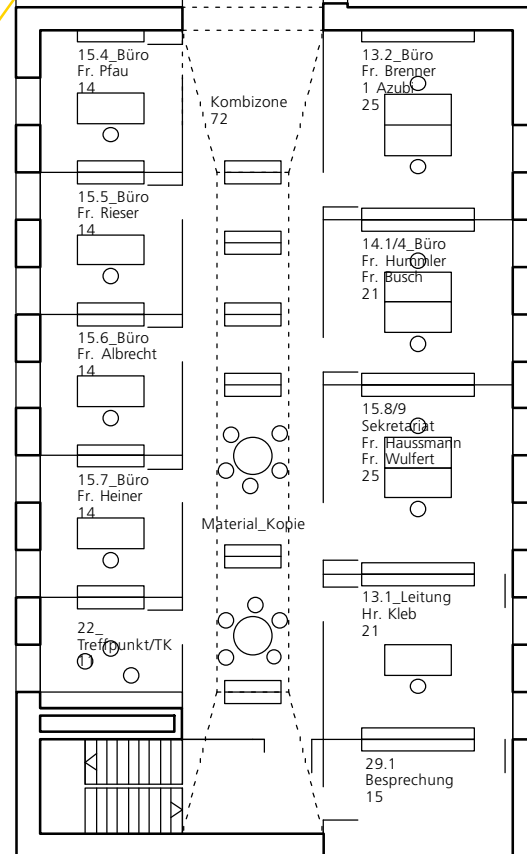 15.4_Büro
Fr. Pfau
14
Kombizone
72
13.2_Büro
Fr. Brenner
1 Azubi
25
15.5_Büro
Fr. Rieser
14
14.1/4_Büro
Fr. Hummler
Fr. Busch
21
15.6_Büro
Fr. Albrecht
14
15.8/9
Sekretariat
Fr. Haussmann
Fr. Wulfert
25
15.7_Büro
Fr. Heiner
14
Material_Kopie
13.1_Leitung
Hr. Kleb
21
22_
Treffpunkt/TK
11
29.1
Besprechung
15